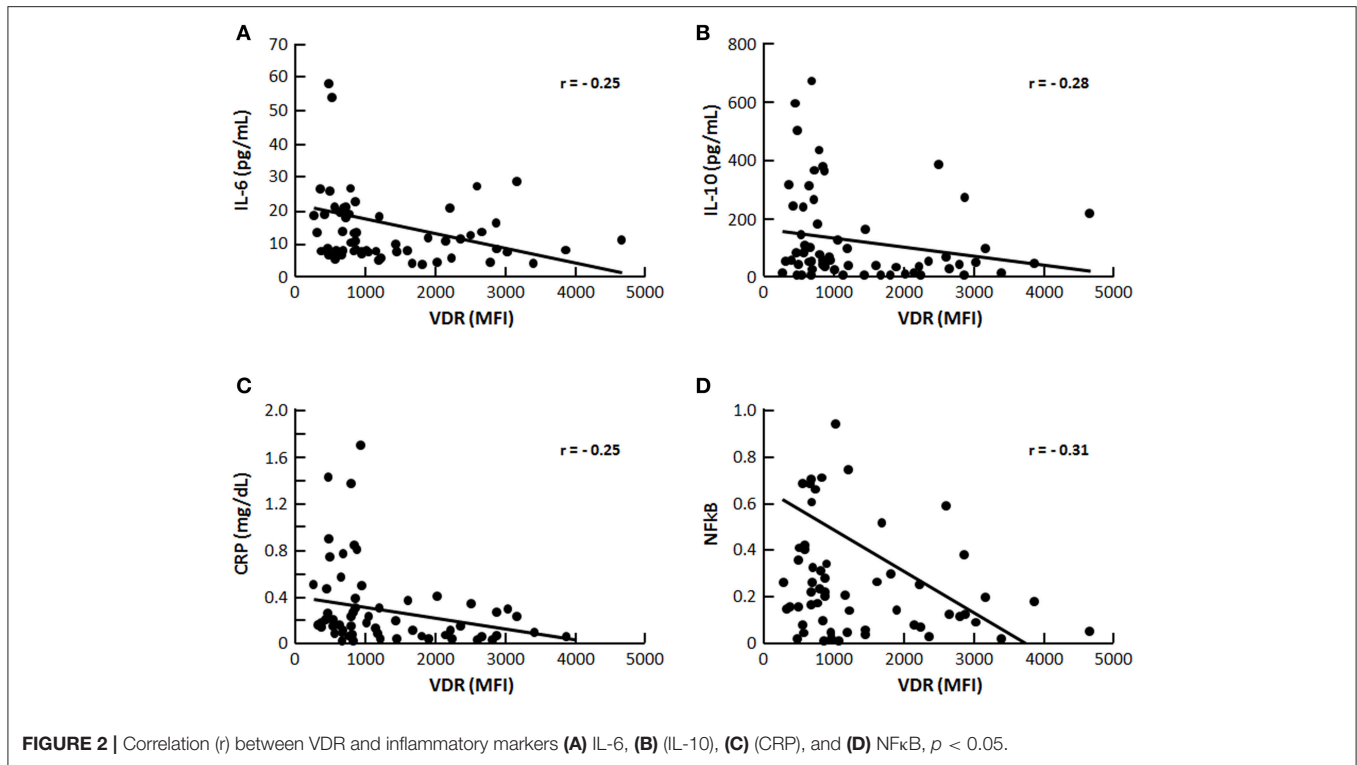 A
70
60
50
40
30
20
10
0
IL-6 (pg/mL)
r = - 0.25
0 1000 2000 3000 4000 5000
VDR (MFI)
B
800
600
400
200
0
IL-10 (pg/mL)
r = - 0.28
0 1000 2000 3000 4000 5000
VDR (MFI)
C
2.0
1.6
1.2
0.8
0.4
0
CRP (mg/dL)
r = - 0.25
0 1000 2000 3000 4000 5000
VDR (MFI)
D
1.0
0.8
0.6
0.4
0.2
0
NFkB
r = - 0.31
0 1000 2000 3000 4000 5000
VDR (MFI)
FIGURE 2 | Correlation (r) between VDR and inflammatory markers (A) IL-6, (B) (IL-10), (C) (CRP), and (D) NFκB, p < 0.05.